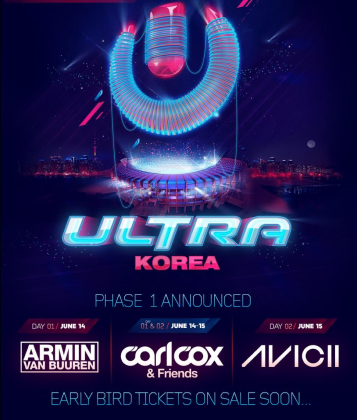 ULTRA
KOREA
PHASE 1 ANNOUNCED
DAY 01 / JUNE 14
ARMIN
VAN BUUREN
01 & 02 / JUNE 14-15
carl cox
& Friends
DAY 02 / JUNE 15
AVICII
EARLY BIRD TICKETS ON SALE SOON...